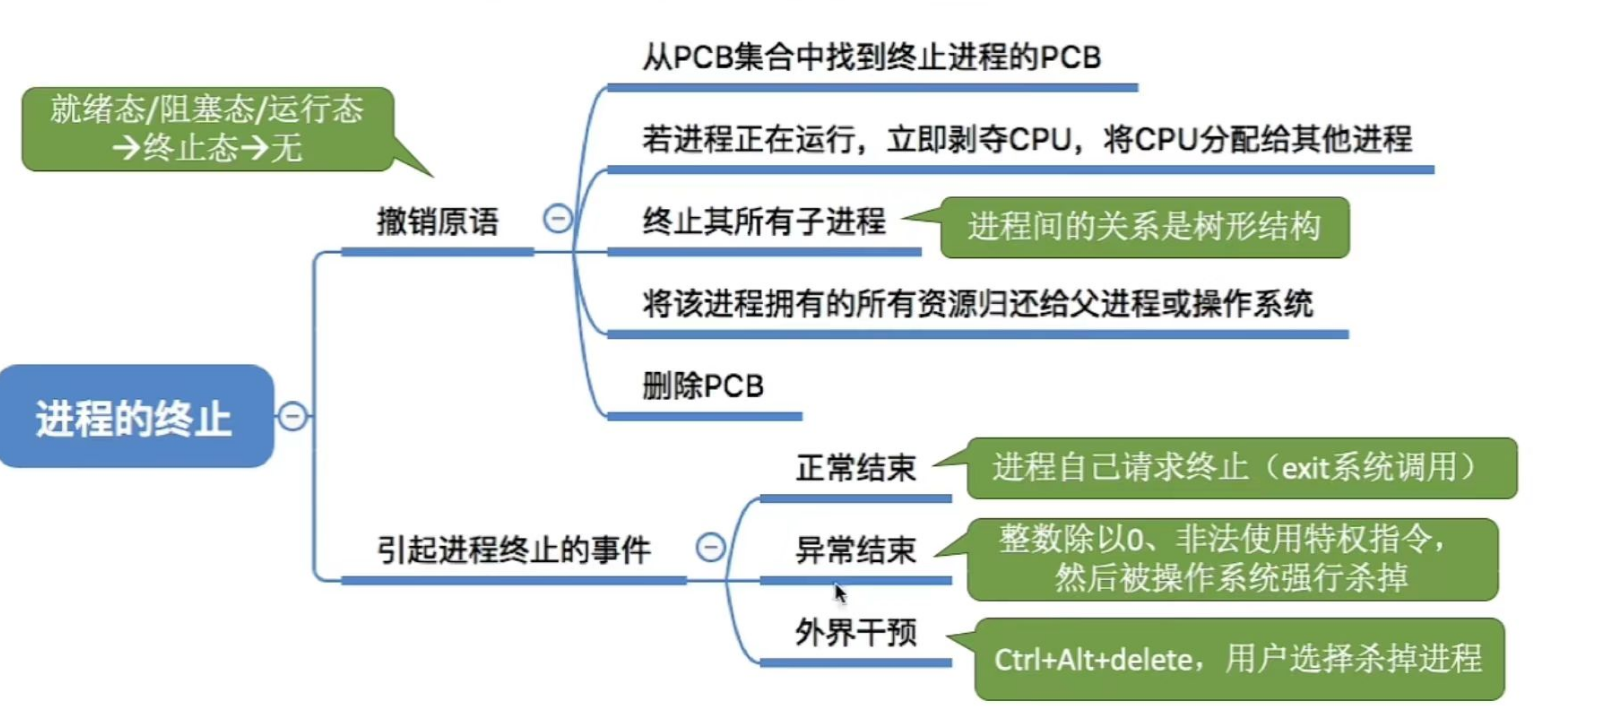 从PCB集合中找到终止进程的PCB
就绪态/阻塞态/运行态
→终止态→无
若进程正在运行，立即剥夺CPU，将CPU分配给其他进程
撤销原语
终止其所有子进程
进程间的关系是树形结构
将该进程拥有的所有资源归还给父进程或操作系统
删除PCB
进程的终止
正常结束
进程自己请求终止（exit系统调用）
引起进程终止的事件
异常结束
整数除以0、非法使用特权指令，
然后被操作系统强行杀掉
外界干预
Ctrl+Alt+delete，用户选择杀掉进程